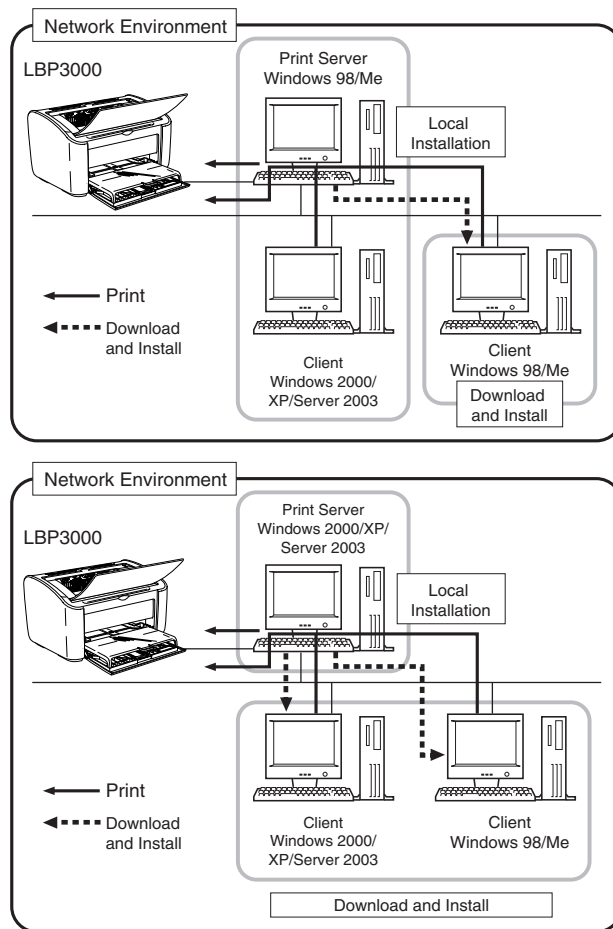 Network Environment
LBP3000
Print Server
Windows 98/Me
Local
Installation
Print
Download
and Install
Client
Windows 2000/
XP/Server 2003
Client
Windows 98/Me
Download
and Install
Network Environment
LBP3000
Print Server
Windows 2000/XP/
Server 2003
Local
Installation
Print
Download
and Install
Client
Windows 2000/
XP/Server 2003
Client
Windows 98/Me
Download and Install